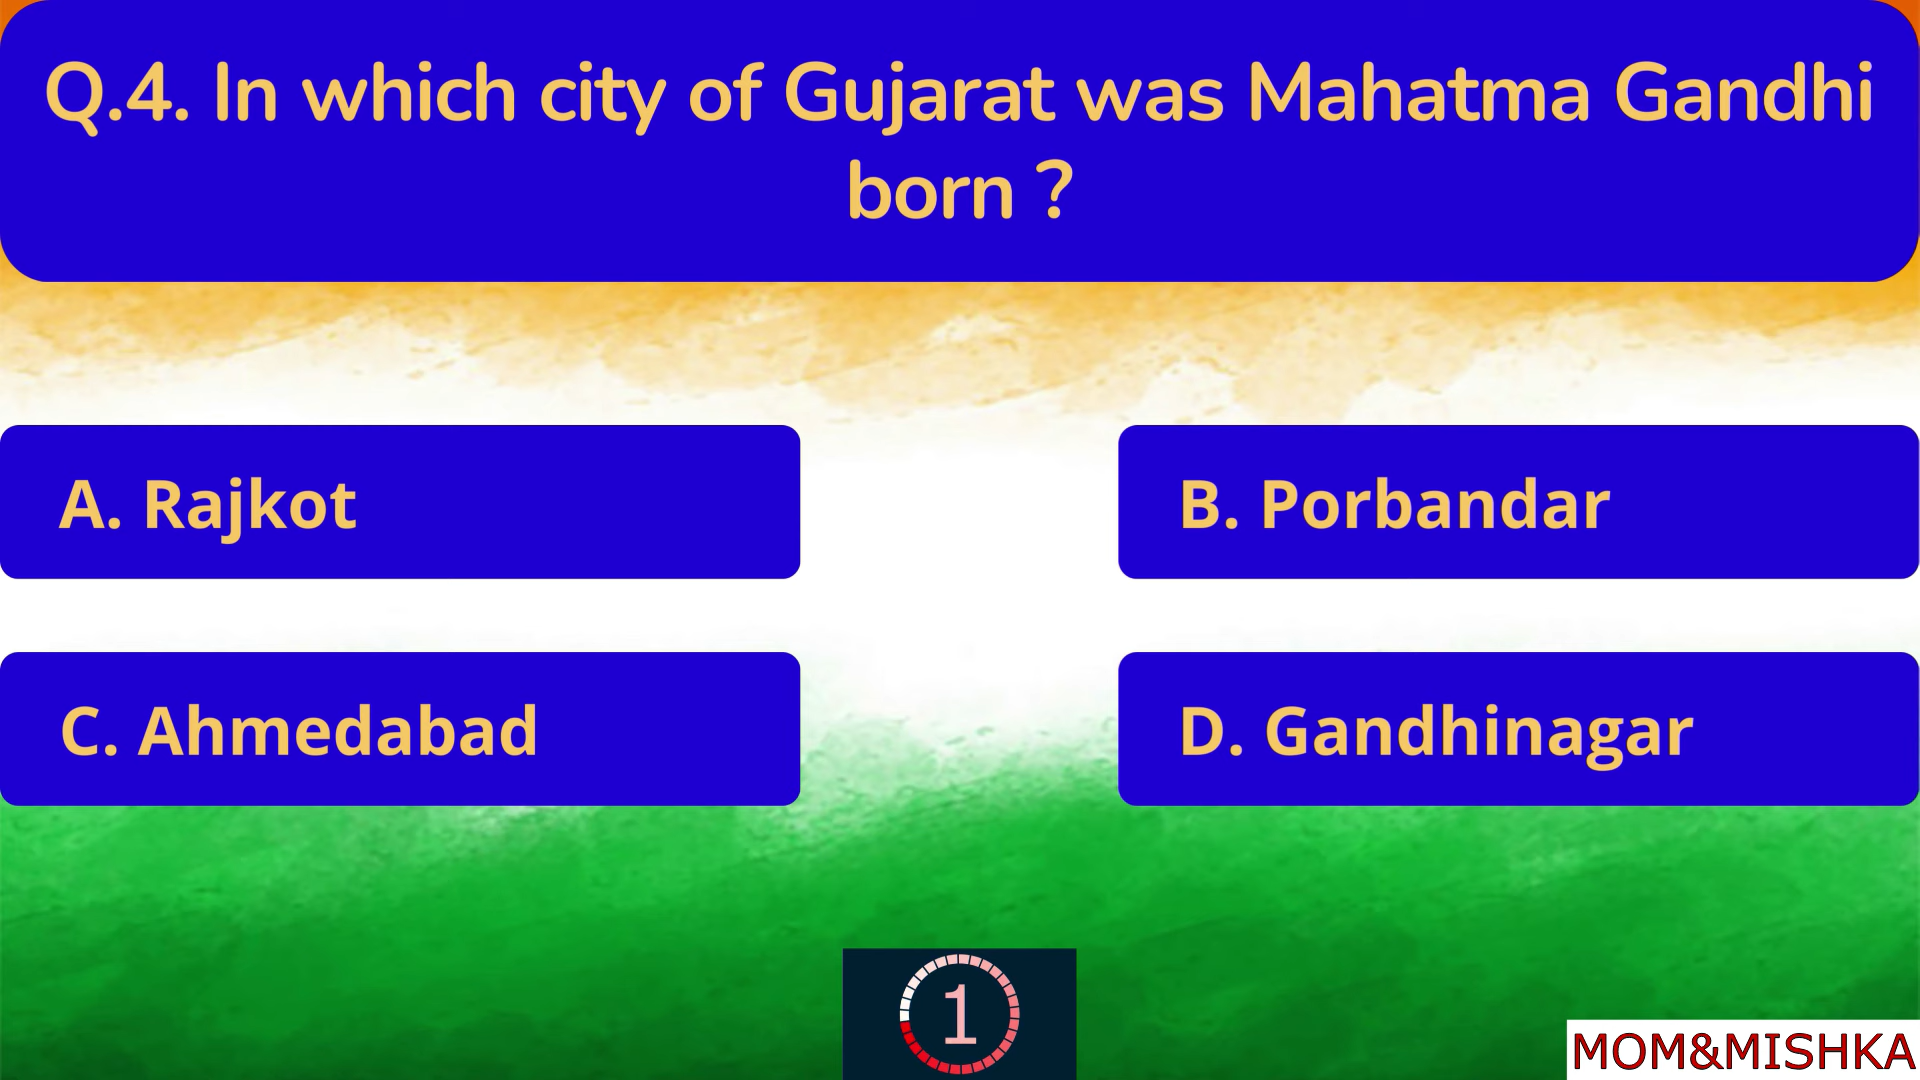 Q.4. In which city of Gujarat was Mahatma Gandhi
born ?
A. Rajkot
B. Porbandar
C. Ahmedabad
D. Gandhinagar
1
MOM&MISHKA